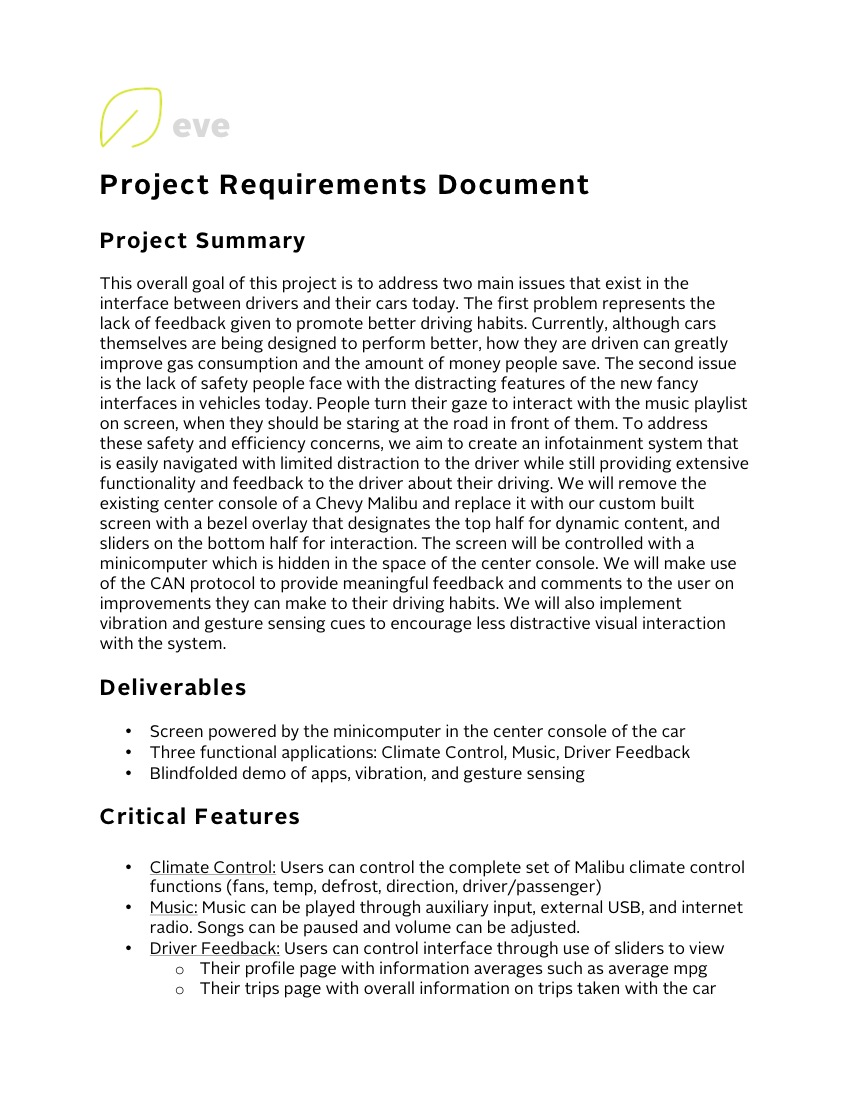 eve
Project Requirements Document
Project Summary
This overall goal of this project is to address two main issues that exist in the
interface between drivers and their cars today. The first problem represents the
lack of feedback given to promote better driving habits. Currently, although cars
themselves are being designed to perform better, how they are driven can greatly
improve gas consumption and the amount of money people save. The second issue
is the lack of safety people face with the distracting features of the new fancy
interfaces in vehicles today. People turn their gaze to interact with the music playlist
on screen, when they should be staring at the road in front of them. To address
these safety and efficiency concerns, we aim to create an infotainment system that
is easily navigated with limited distraction to the driver while still providing extensive
functionality and feedback to the driver about their driving. We will remove the
existing center console of a Chevy Malibu and replace it with our custom built
screen with a bezel overlay that designates the top half for dynamic content, and
sliders on the bottom half for interaction. The screen will be controlled with a
minicomputer which is hidden in the space of the center console. We will make use
of the CAN protocol to provide meaningful feedback and comments to the user on
improvements they can make to their driving habits. We will also implement
vibration and gesture sensing cues to encourage less distractive visual interaction
with the system.
Deliverables
• Screen powered by the minicomputer in the center console of the car
• Three functional applications: Climate Control, Music, Driver Feedback
• Blindfolded demo of apps, vibration, and gesture sensing
Critical Features
• Climate Control: Users can control the complete set of Malibu climate control
functions (fans, temp, defrost, direction, driver/passenger)
• Music: Music can be played through auxiliary input, external USB, and internet
radio. Songs can be paused and volume can be adjusted.
• Driver Feedback: Users can control interface through use of sliders to view
o Their profile page with information averages such as average mpg
o Their trips page with overall information on trips taken with the car